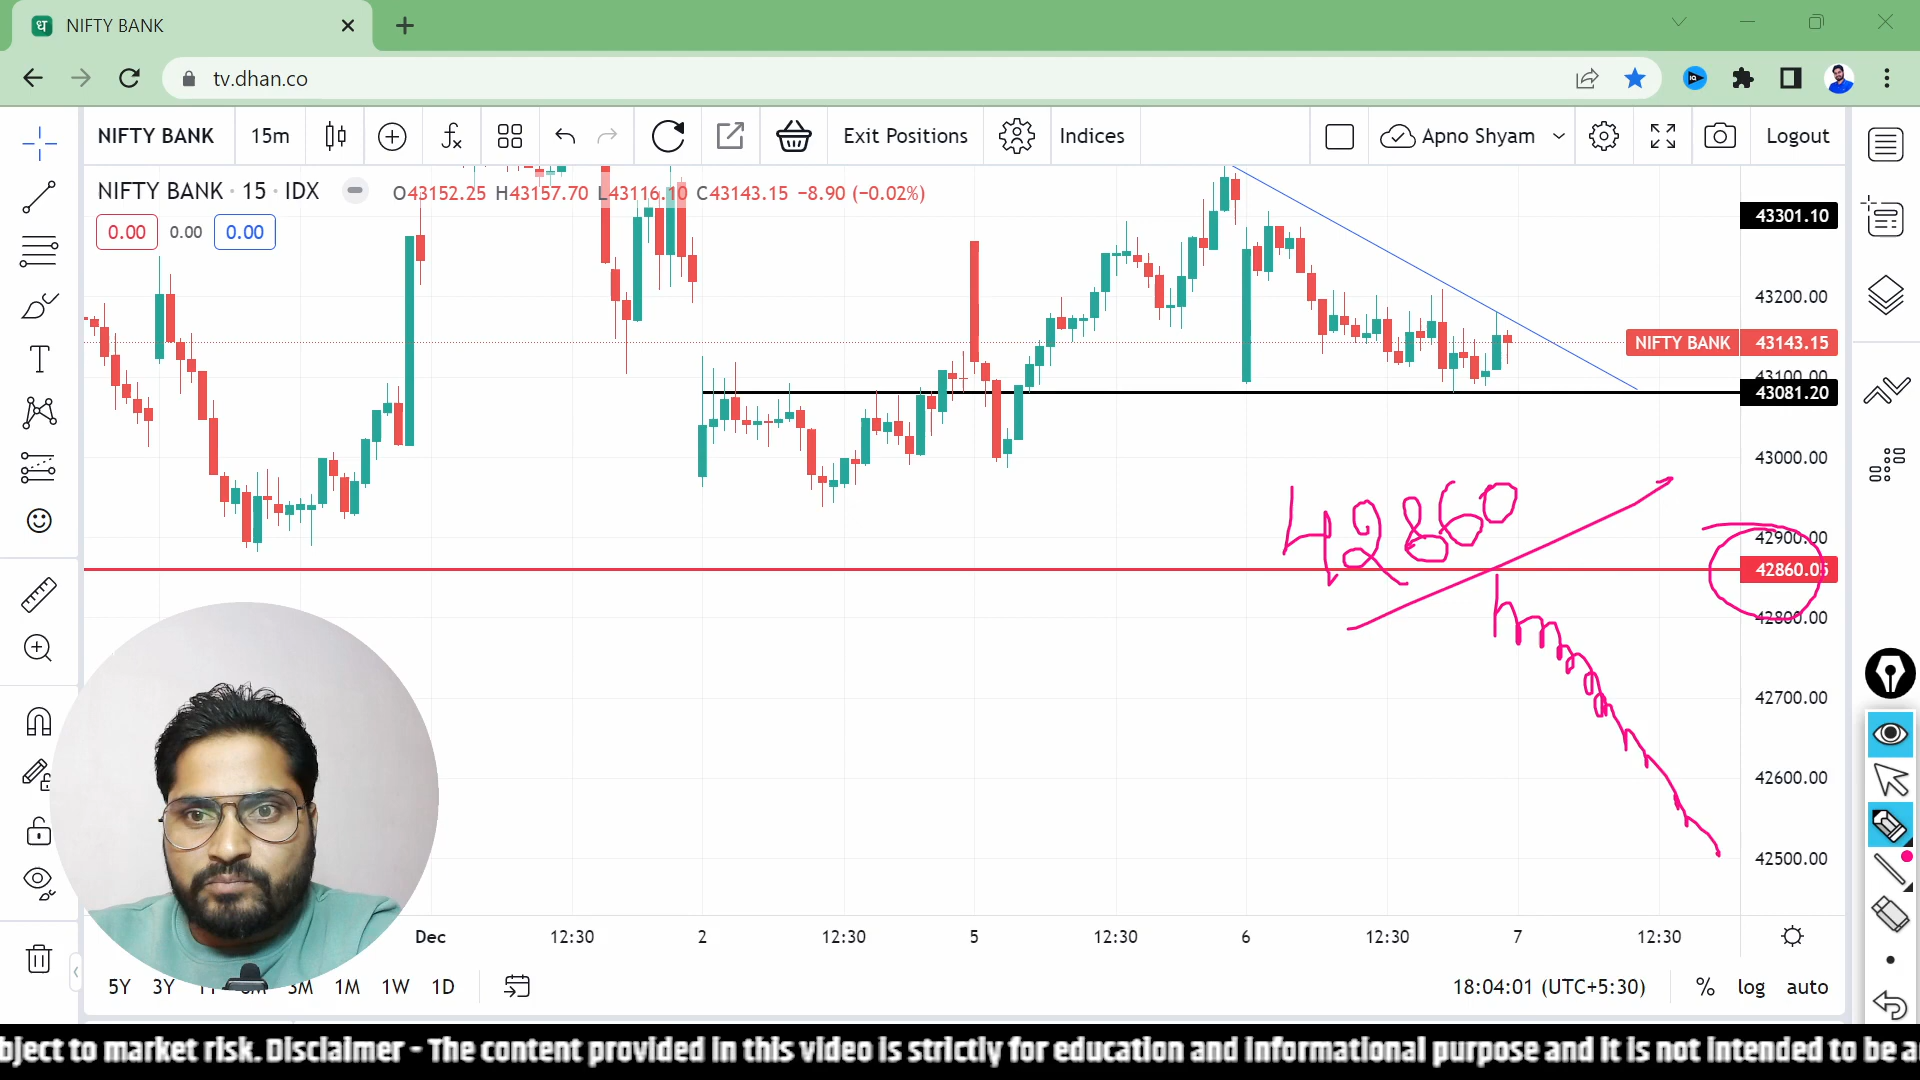 ध NIFTY BANK
tv.dhan.co
NIFTY BANK 15m Exit Positions Indices Apno Shyam Logout
NIFTY BANK · 15 · IDX O43152.25 H43157.70 L43116.10 C43143.15 −8.90 (−0.02%)
0.00 0.00 0.00
43301.10
43200.00
NIFTY BANK 43143.15
43100.00
43081.20
43000.00
42860
42900.00
42860.05
42800.00
42700.00
42600.00
42500.00
Dec 12:30 2 12:30 5 12:30 6 12:30 7 12:30
5Y 3Y 3M 1M 1W 1D 18:04:01 (UTC+5:30) % log auto
bject to market risk. Disclaimer - The content provided in this video is strictly for education and informational purpose and it is not intended to be a